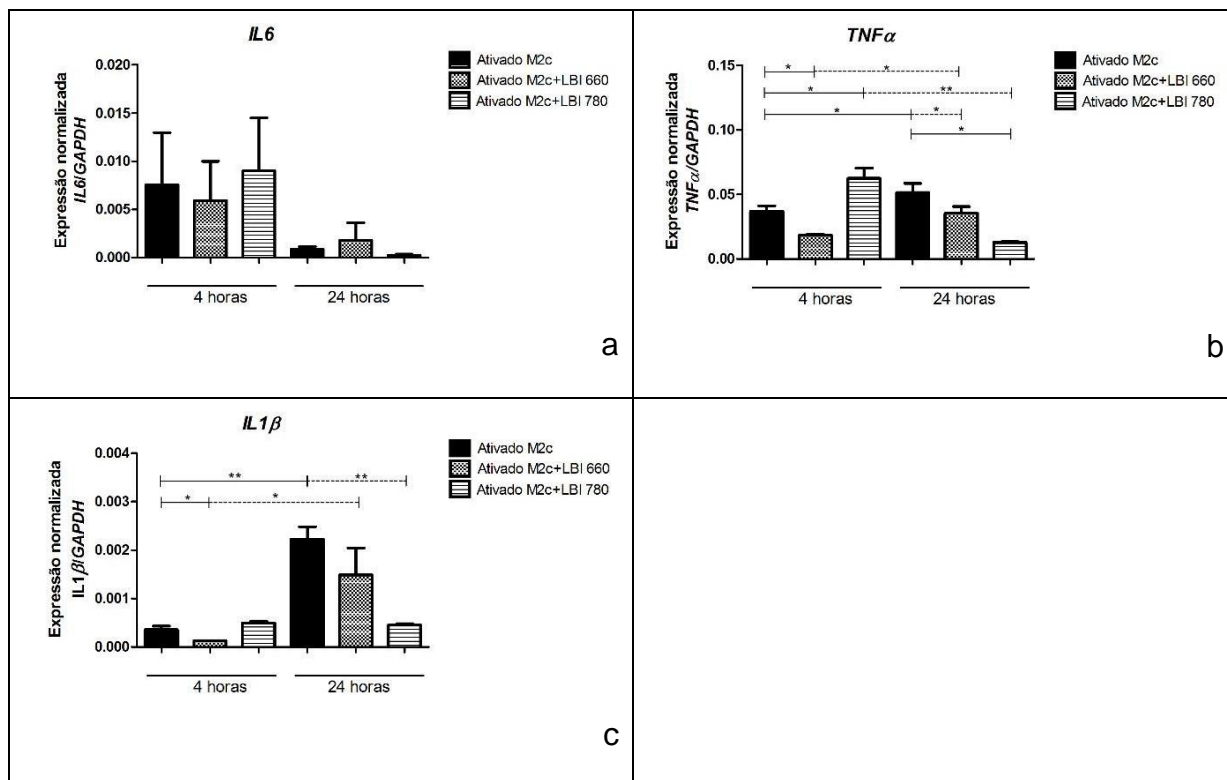 IL6
Ativado M2c
Ativado M2c+LBI 660
Ativado M2c+LBI 780
Expressão normalizada
IL6/GAPDH
0.020
0.015
0.010
0.005
0.000
4 horas
24 horas
a
TNFα
Ativado M2c
Ativado M2c+LBI 660
Ativado M2c+LBI 780
Expressão normalizada
TNFα/GAPDH
0.15
0.10
0.05
0.00
* *
* **
* *
*
4 horas
24 horas
b
IL1β
Ativado M2c
Ativado M2c+LBI 660
Ativado M2c+LBI 780
Expressão normalizada
IL1β/GAPDH
0.004
0.003
0.002
0.001
0.000
** **
* *
4 horas
24 horas
c